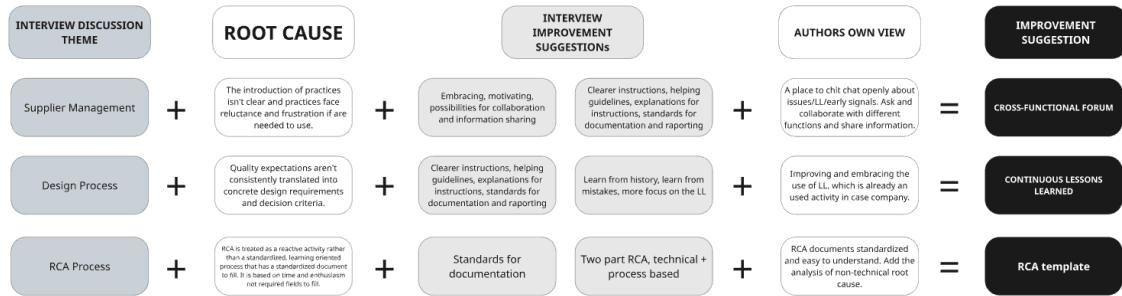 INTERVIEW DISCUSSION
THEME
ROOT CAUSE
INTERVIEW
IMPROVEMENT
SUGGESTIONs
AUTHORS OWN VIEW
IMPROVEMENT
SUGGESTION
Supplier Management
+
The introduction of practices
isn't clear and practices face
reluctance and frustration if are
needed to use.
+
Embracing, motivating,
possibilities for collaboration
and information sharing
Clearer instructions, helping
guidelines, explanations for
instructions, standards for
documentation and reporting
+
A place to chit chat openly about
issues/LL/early signals. Ask and
collaborate with different
functions and share information.
=
CROSS-FUNCTIONAL FORUM
Design Process
+
Quality expectations aren't
consistently translated into
concrete design requirements
and decision criteria.
+
Clearer instructions, helping
guidelines, explanations for
instructions, standards for
documentation and reporting
Learn from history, learn from
mistakes, more focus on the LL
+
Improving and embracing the
use of LL, which is already an
used activity in case company.
=
CONTINUOUS LESSONS
LEARNED
RCA Process
+
RCA is treated as a reactive activity rather
than a standardized, learning oriented
process that has a standardized document
to fill. It is based on time and enthusiasm
not required fields to fill.
+
Standards for
documentation
Two part RCA, technical +
process based
+
RCA documents standardized
and easy to understand. Add the
analysis of non-technical root
cause.
=
RCA template